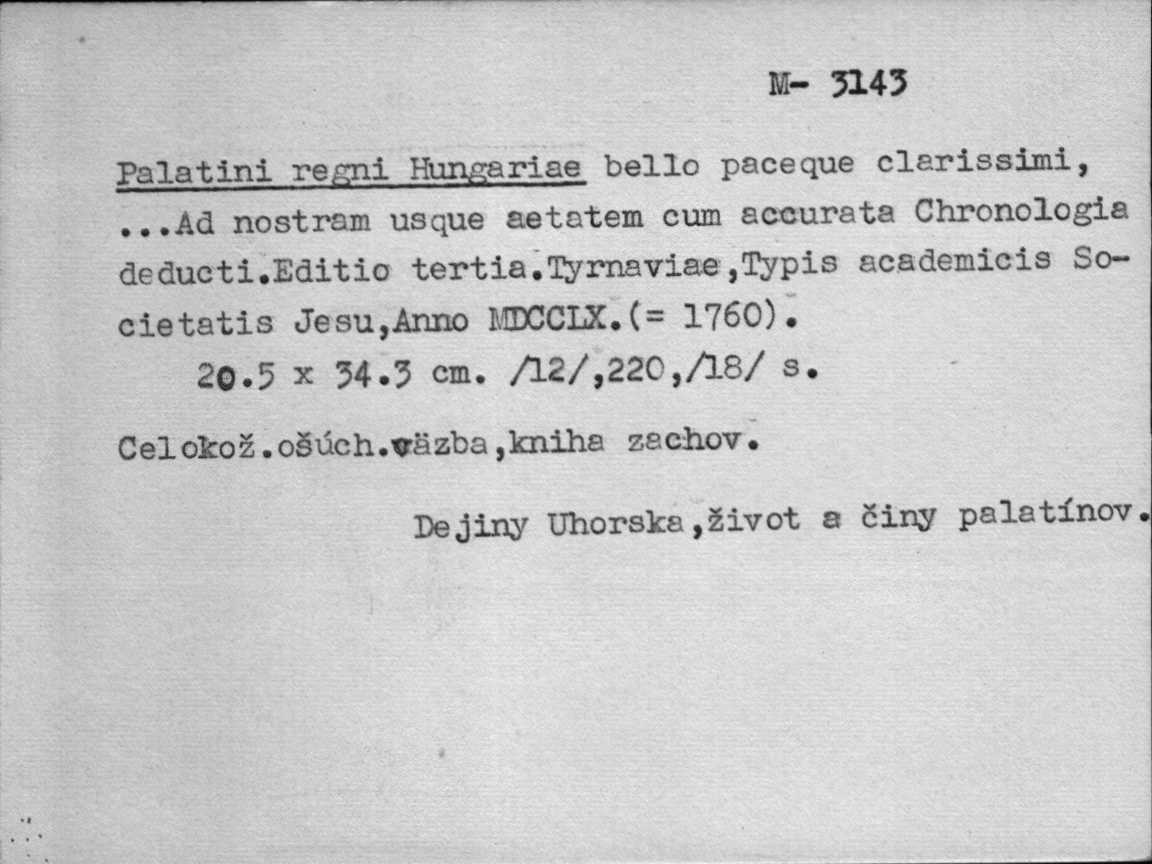 M- 3143
Palatini regni Hungariae bello paceque clarissimi,
...Ad nostram usque aetatem cum accurata Chronologia
deducti.Editio tertia.Tyrnaviae,Typis academicis So-
cietatis Jesu,Anno MDCCLX.(= 1760).
20.5 x 34.3 cm. /12/,220,/18/ s.
Celokož.ošúch.väzba,kniha zachov.
Dejiny Uhorska,život a činy palatínov.